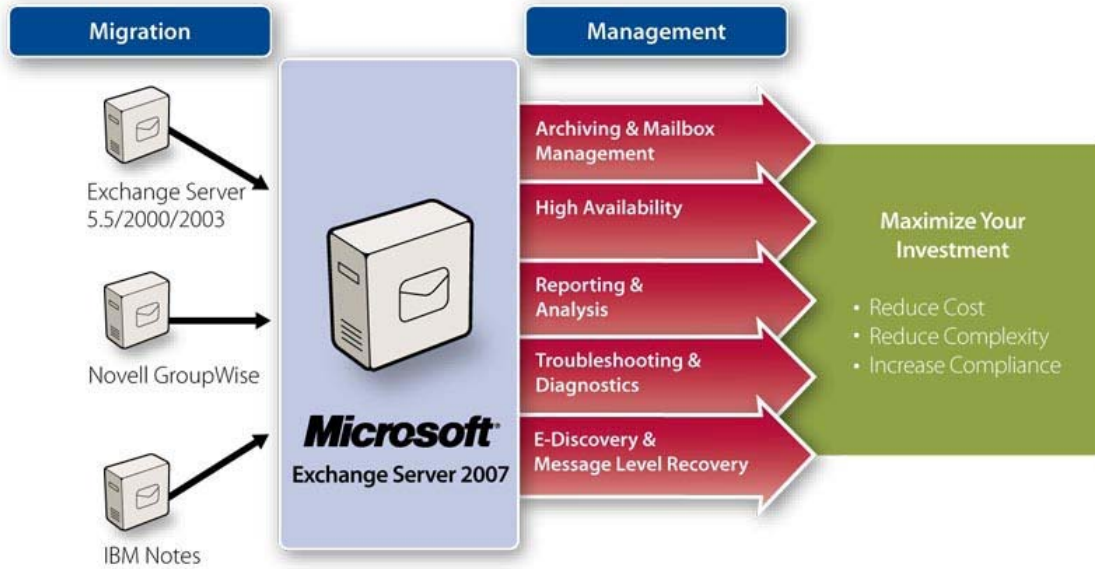 Migration
Exchange Server
5.5/2000/2003
Novell GroupWise
IBM Notes
Microsoft®
Exchange Server 2007
Management
Archiving & Mailbox
Management
High Availability
Reporting &
Analysis
Troubleshooting &
Diagnostics
E-Discovery &
Message Level Recovery
Maximize Your
Investment
• Reduce Cost
• Reduce Complexity
• Increase Compliance